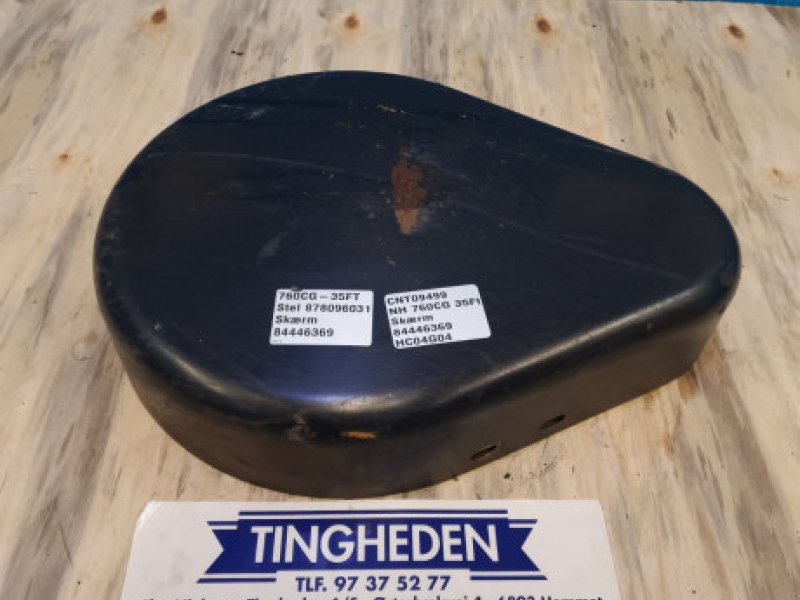 760CG - 35FT
Stel 878096031
Skærm
84446369
CNT09499
NH 760CG 35FT
Skærm
84446369
HC04G04
TINGHEDEN
TLF. 97 37 52 77